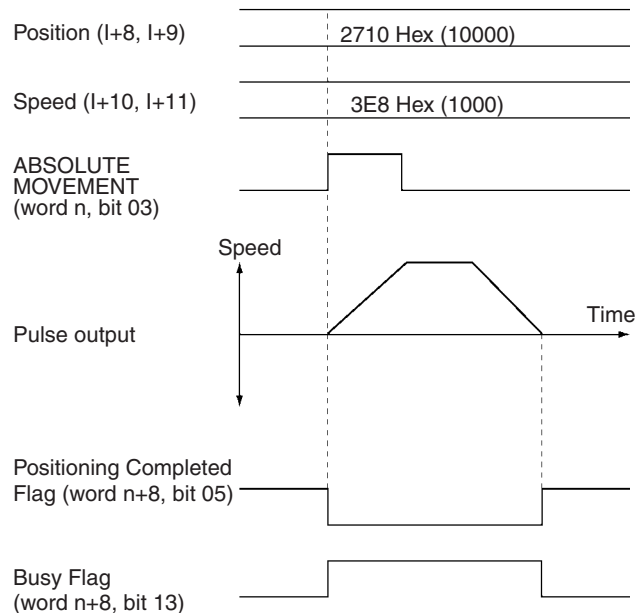 Position (I+8, I+9)
2710 Hex (10000)
Speed (I+10, I+11)
3E8 Hex (1000)
ABSOLUTE
MOVEMENT
(word n, bit 03)
Speed
Time
Pulse output
Positioning Completed
Flag (word n+8, bit 05)
Busy Flag
(word n+8, bit 13)